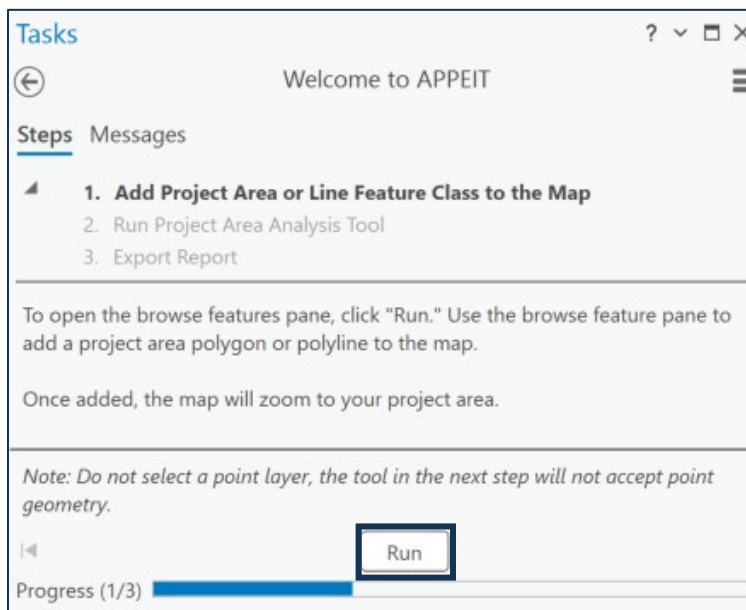 Tasks
Welcome to APPEIT
Steps Messages
1. Add Project Area or Line Feature Class to the Map
2. Run Project Area Analysis Tool
3. Export Report
To open the browse features pane, click "Run." Use the browse feature pane to
add a project area polygon or polyline to the map.
Once added, the map will zoom to your project area.
Note: Do not select a point layer, the tool in the next step will not accept point
geometry.
Run
Progress (1/3)